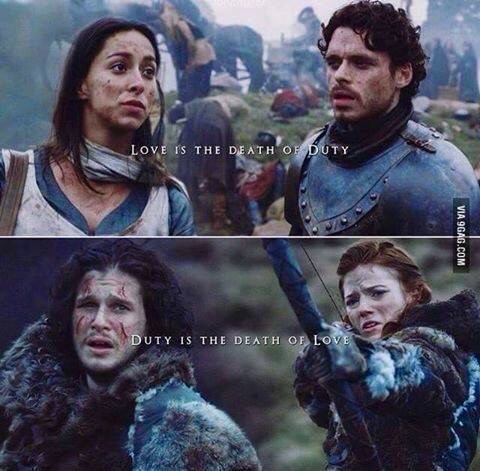 LOVE IS THE DEATH OF DUTY
VIA 9GAG.COM
DUTY IS THE DEATH OF LOVE